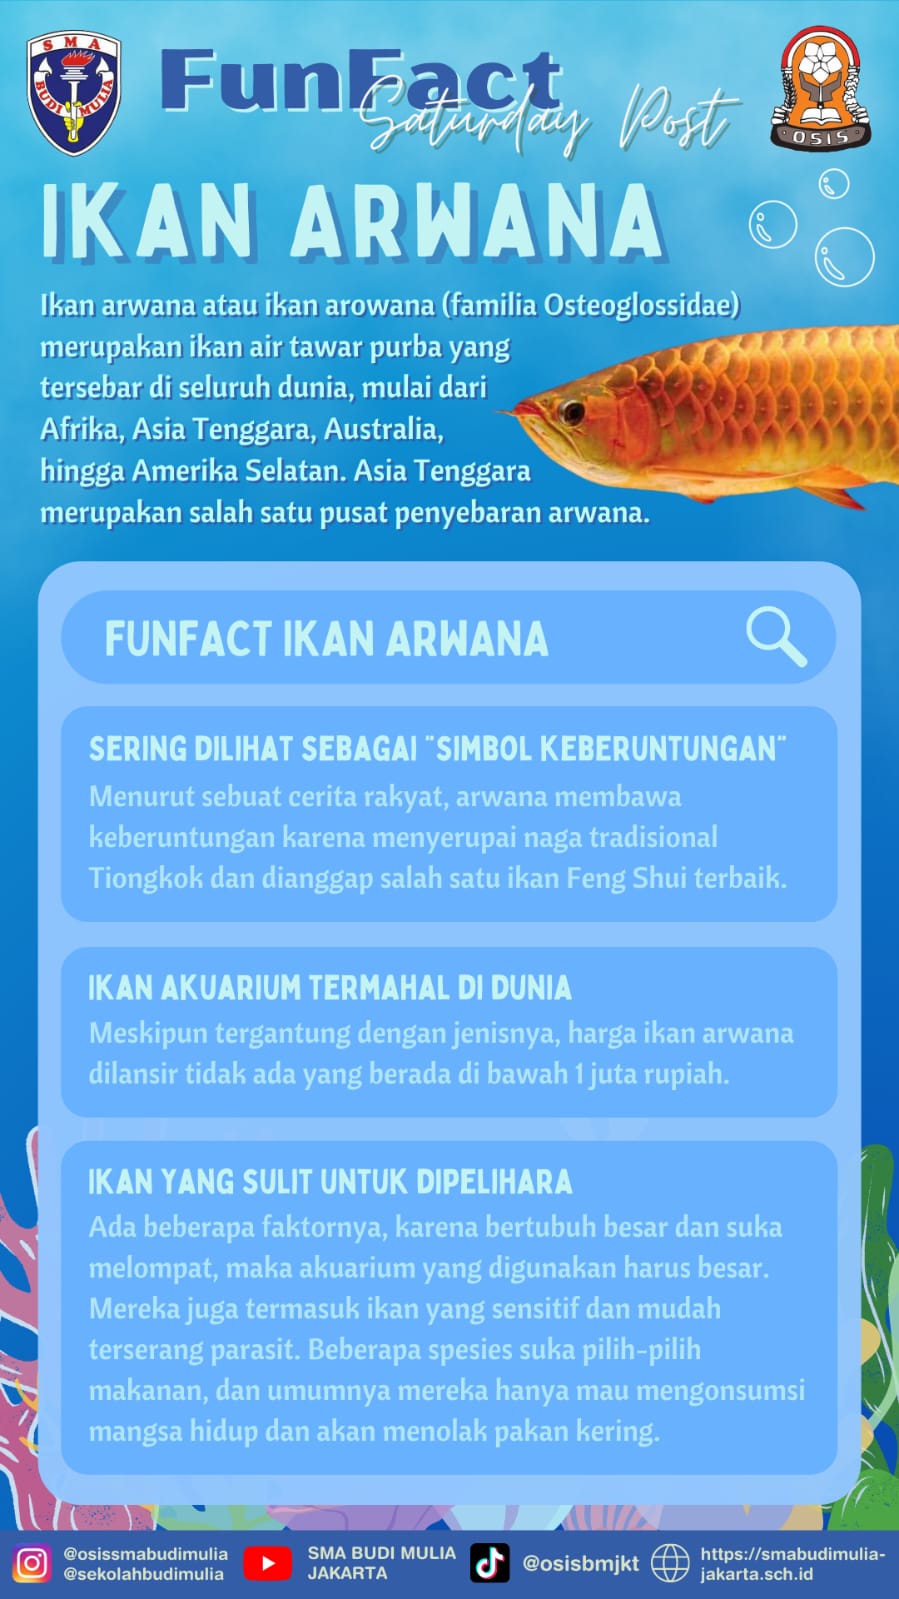 SMA
BUDI MULIA
FunFact
Saturday Post
OSIS
IKAN ARWANA
Ikan arwana atau ikan arowana (familia Osteoglossidae)
merupakan ikan air tawar purba yang
tersebar di seluruh dunia, mulai dari
Afrika, Asia Tenggara, Australia,
hingga Amerika Selatan. Asia Tenggara
merupakan salah satu pusat penyebaran arwana.
FUNFACT IKAN ARWANA
SERING DILIHAT SEBAGAI "SIMBOL KEBERUNTUNGAN"
Menurut sebuat cerita rakyat, arwana membawa
keberuntungan karena menyerupai naga tradisional
Tiongkok dan dianggap salah satu ikan Feng Shui terbaik.
IKAN AKUARIUM TERMAHAL DI DUNIA
Meskipun tergantung dengan jenisnya, harga ikan arwana
dilansir tidak ada yang berada di bawah 1 juta rupiah.
IKAN YANG SULIT UNTUK DIPELIHARA
Ada beberapa faktornya, karena bertubuh besar dan suka
melompat, maka akuarium yang digunakan harus besar.
Mereka juga termasuk ikan yang sensitif dan mudah
terserang parasit. Beberapa spesies suka pilih-pilih
makanan, dan umumnya mereka hanya mau mengonsumsi
mangsa hidup dan akan menolak pakan kering.
@osissmabudimulia
@sekolahbudimulia
SMA BUDI MULIA
JAKARTA
@osisbmjkt
https://smabudimulia-
jakarta.sch.id